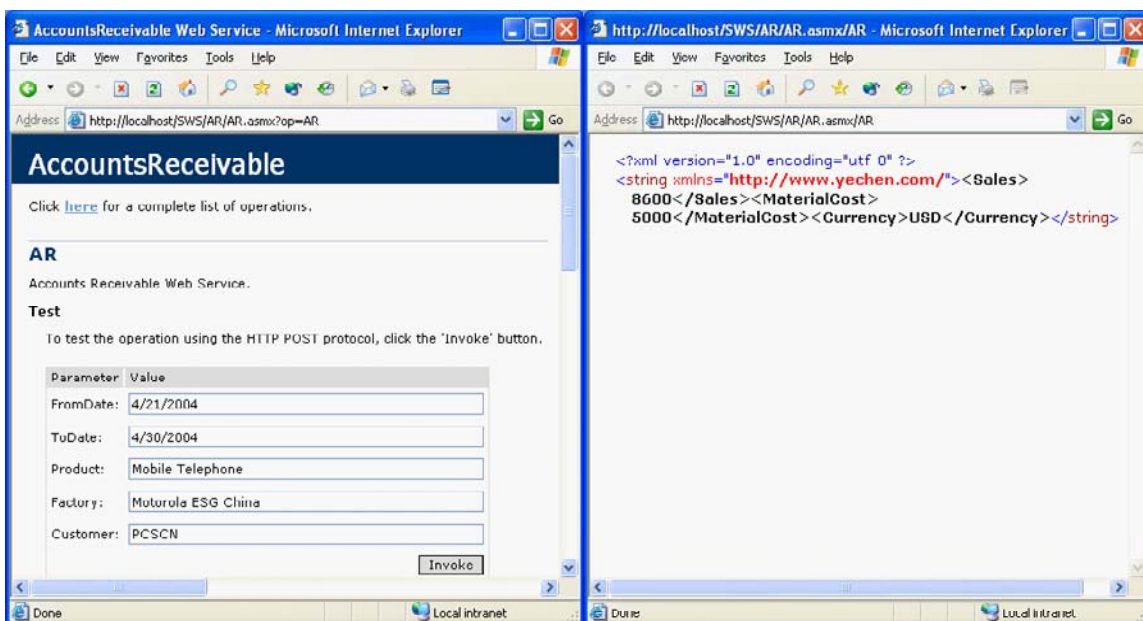 AccountsReceivable Web Service - Microsoft Internet Explorer
File Edit View Favorites Tools Help
Address http://localhost/SWS/AR/AR.asmx?op=AR Go
AccountsReceivable
Click here for a complete list of operations.
AR
Accounts Receivable Web Service.
Test
To test the operation using the HTTP POST protocol, click the 'Invoke' button.
Parameter Value
FromDate: 4/21/2004
ToDate: 4/30/2004
Product: Mobile Telephone
Factory: Motorola ESG China
Customer: PCSCN
Invoke
Done Local intranet
http://localhost/SWS/AR/AR.asmx/AR - Microsoft Internet Explorer
File Edit View Favorites Tools Help
Address http://localhost/SWS/AR/AR.asmx/AR Go
<?xml version="1.0" encoding="utf 0" ?>
<string xmlns="http://www.yechen.com/"><Sales>
8600</Sales><MaterialCost>
5000</MaterialCost><Currency>USD</Currency></string>
Done Local intranet